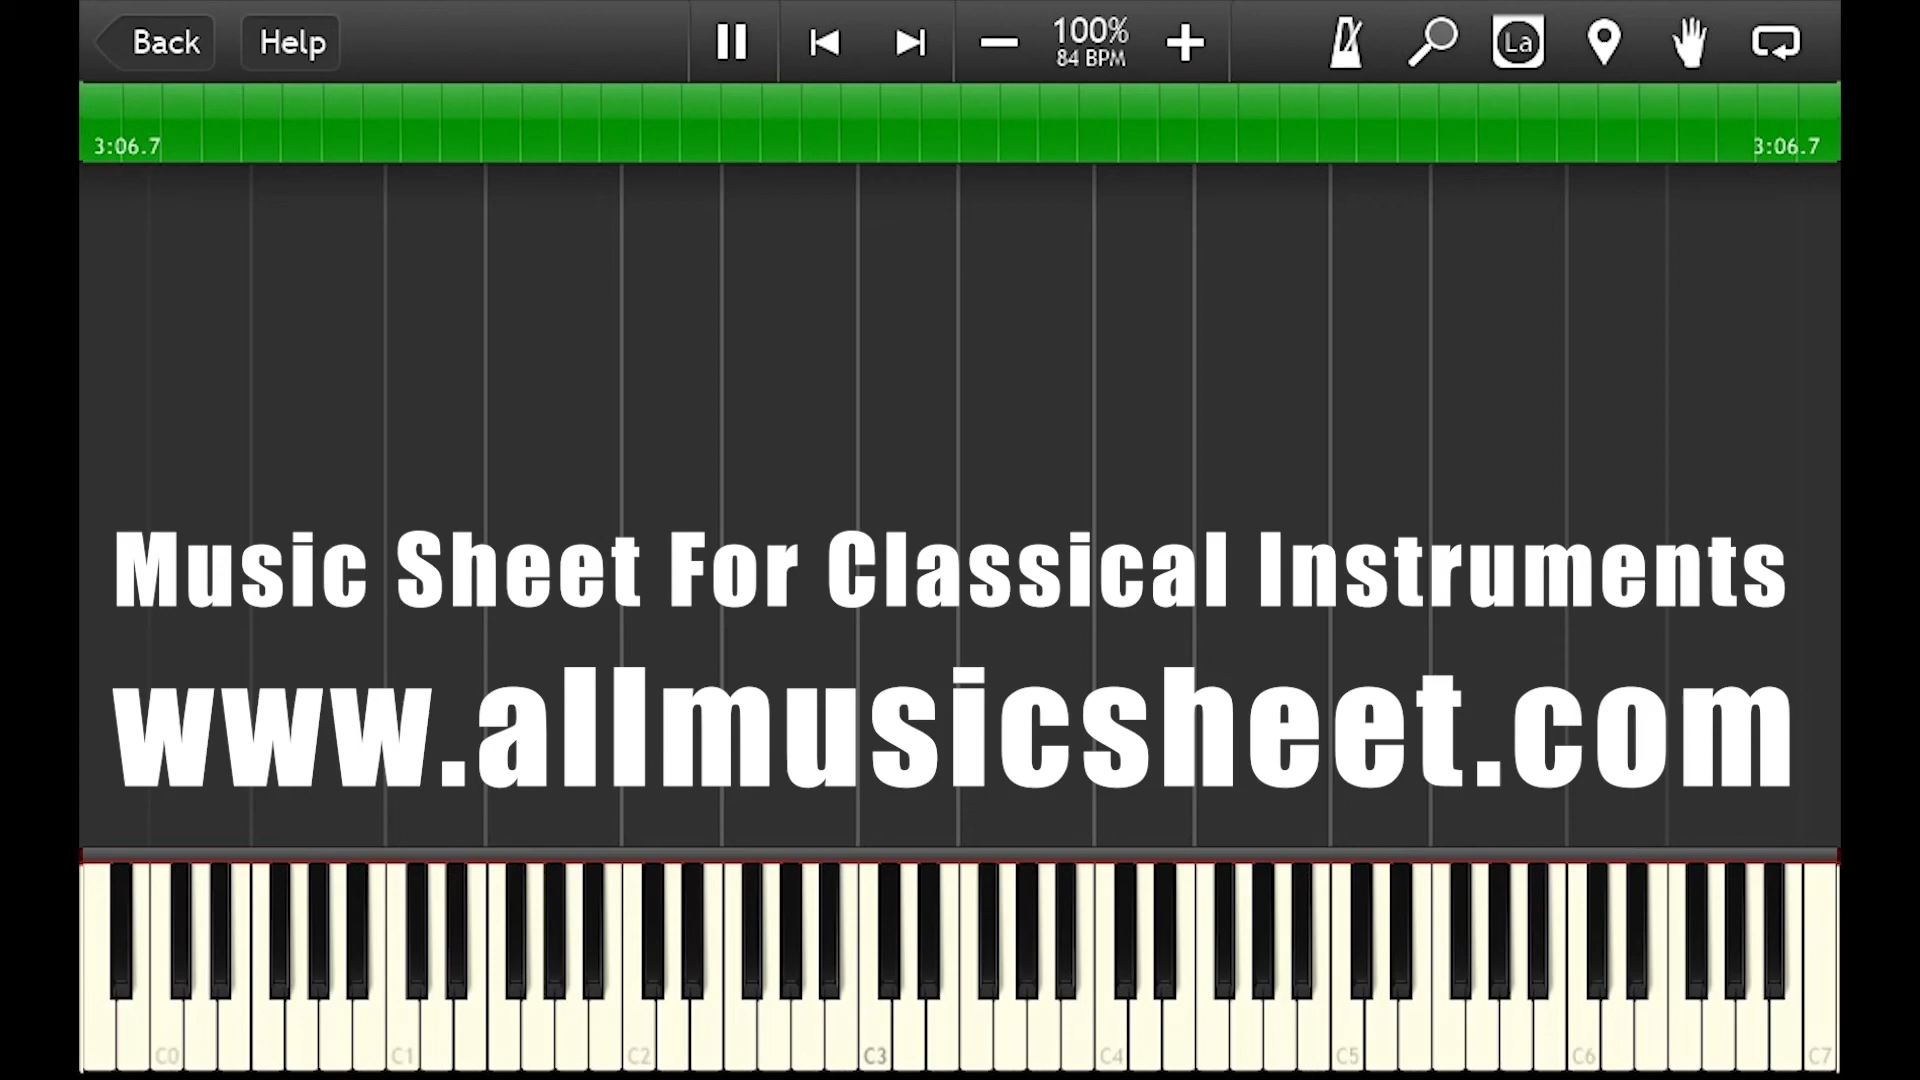 Back Help 100% La
84 BPM
3:06.7 3:06.7
Music Sheet For Classical Instruments
www.allmusicsheet.com
C0 C1 C2 C3 C4 C5 C6 C7